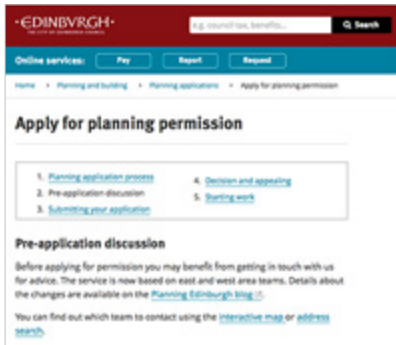 ·EDINBVRGH·
THE CITY OF EDINBURGH COUNCIL
e.g. council tax, benefits...
Search
Online services: Pay Report Request
Home Planning and building Planning applications Apply for planning permission
Apply for planning permission
1. Planning application process
2. Pre-application discussion
3. Submitting your application
4. Decision and appealing
5. Starting work
Pre-application discussion
Before applying for permission you may benefit from getting in touch with us
for advice. The service is now based on east and west area teams. Details about
the changes are available on the Planning Edinburgh blog
You can find out which team to contact using the interactive map or address
search.